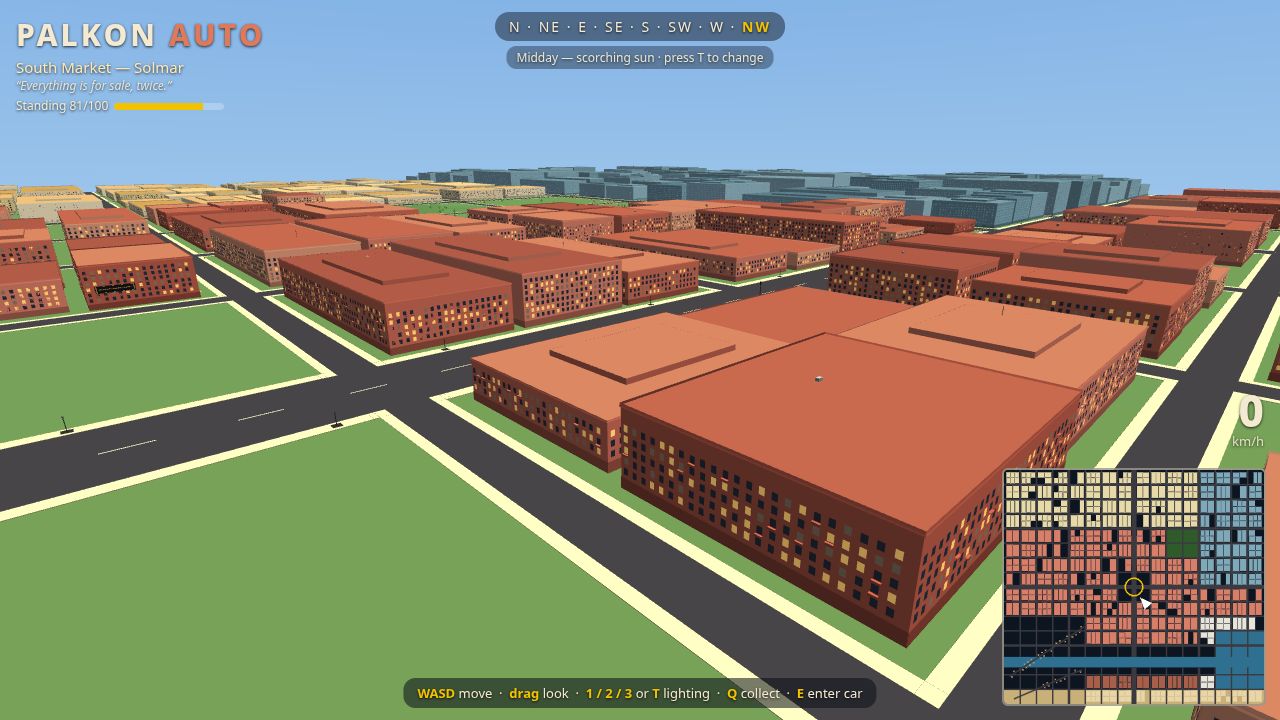 PALKON AUTO
South Market — Solmar
“Everything is for sale, twice.”
Standing 81/100
N · NE · E · SE · S · SW · W · NW
Midday — scorching sun · press T to change
0
km/h
WASD move · drag look · 1 / 2 / 3 or T lighting · Q collect · E enter car